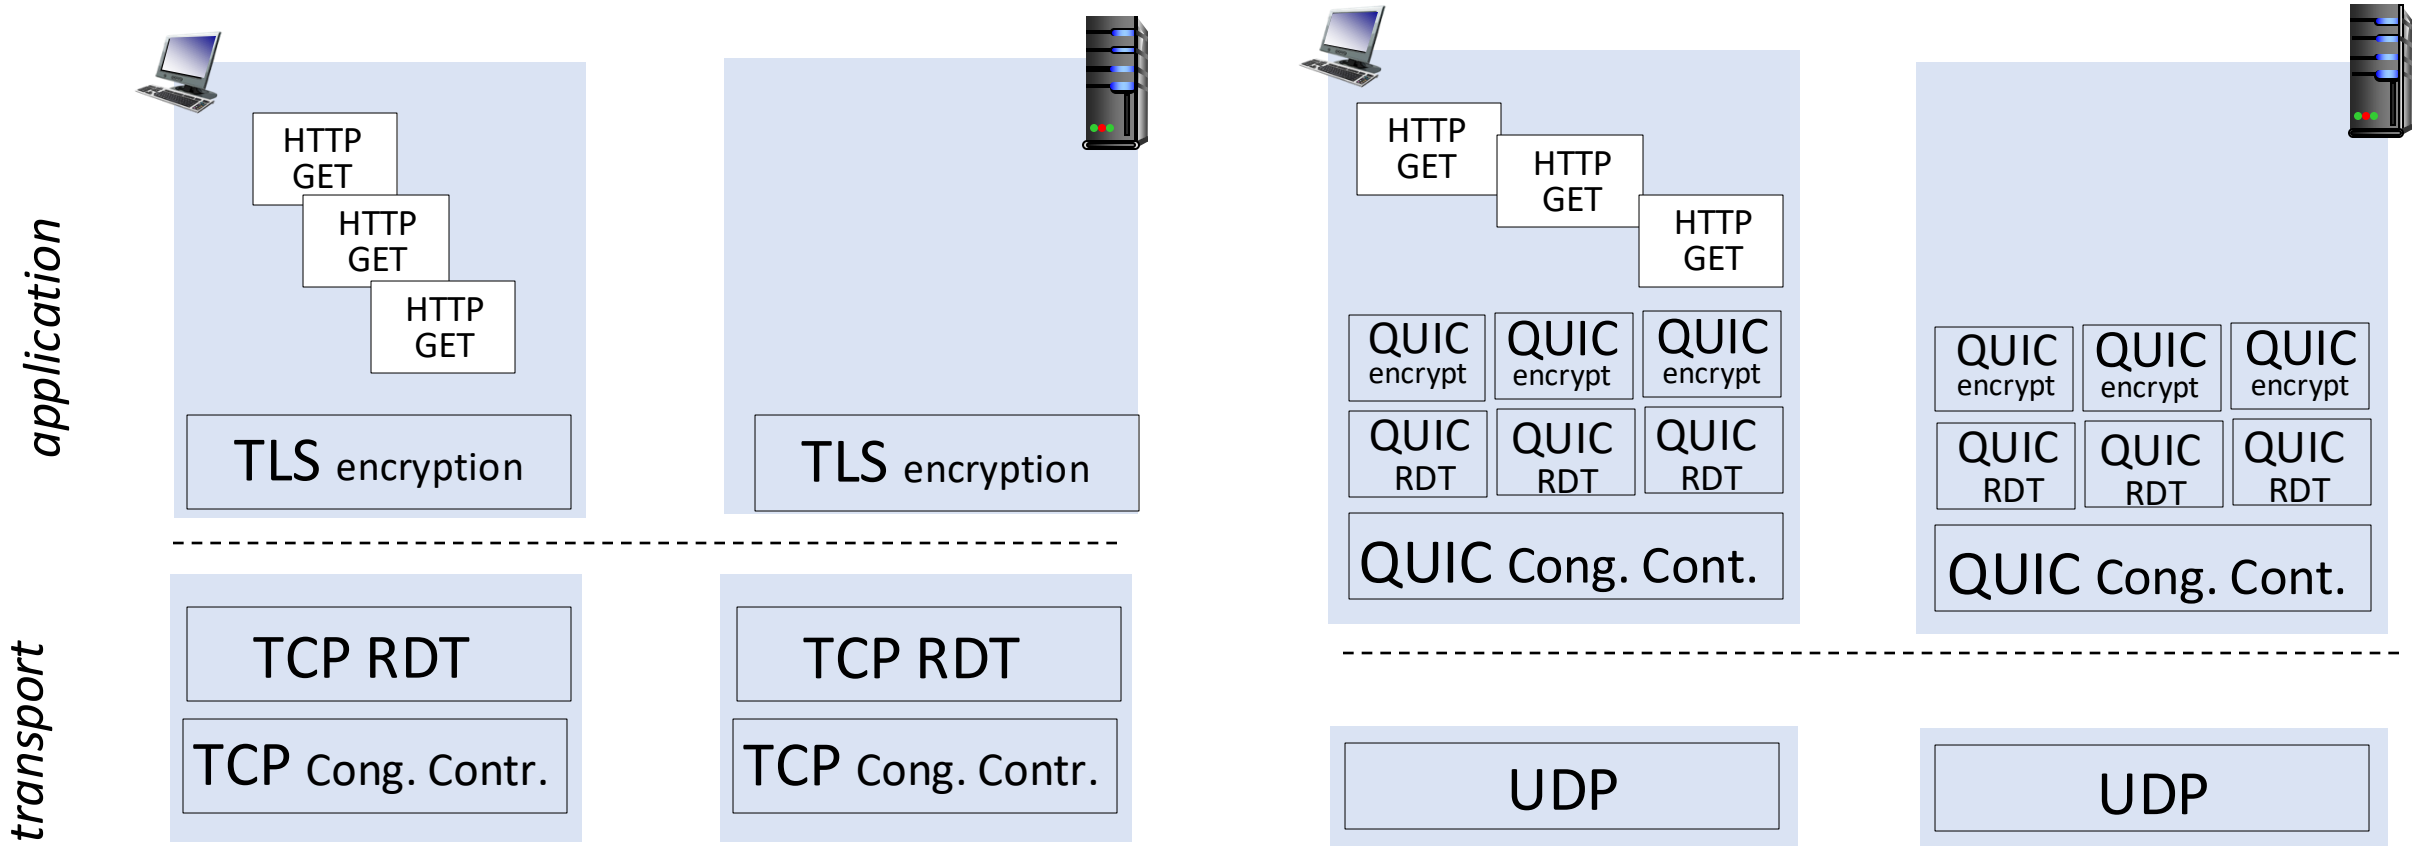 application
transport
HTTP
GET
HTTP
GET
HTTP
GET
TLS encryption
TCP RDT
TCP Cong. Contr.
TLS encryption
TCP RDT
TCP Cong. Contr.
HTTP
GET
HTTP
GET
HTTP
GET
QUIC
encrypt
QUIC
encrypt
QUIC
encrypt
QUIC
RDT
QUIC
RDT
QUIC
RDT
QUIC Cong. Cont.
UDP
QUIC
encrypt
QUIC
encrypt
QUIC
encrypt
QUIC
RDT
QUIC
RDT
QUIC
RDT
QUIC Cong. Cont.
UDP